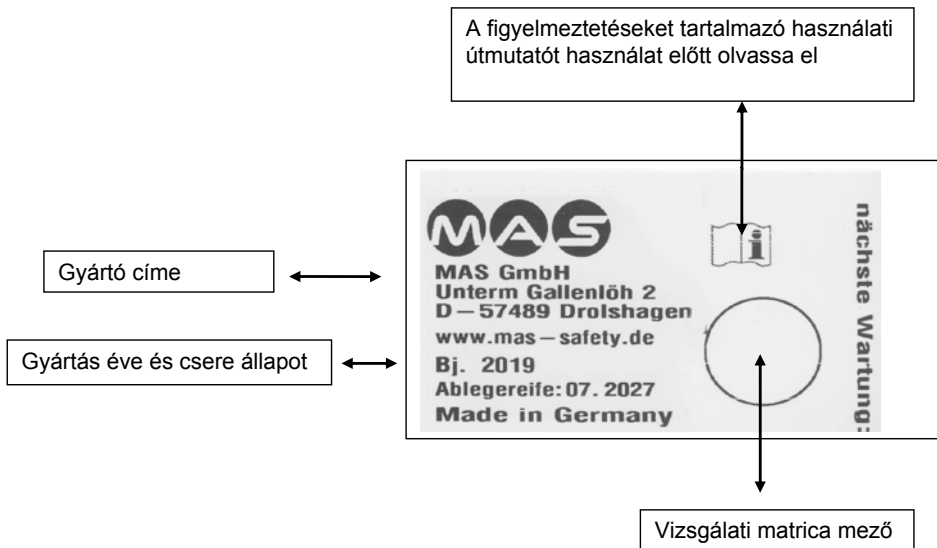 A figyelmeztetéseket tartalmazó használati
útmutatót használat előtt olvassa el
MAS
MAS GmbH
Unterm Gallenlöh 2
D – 57489 Drolshagen
www.mas – safety.de
Bj. 2019
Ablegereife: 07. 2027
Made in Germany
nächste Wartung:
Gyártó címe
Gyártás éve és csere állapot
Vizsgálati matrica mező